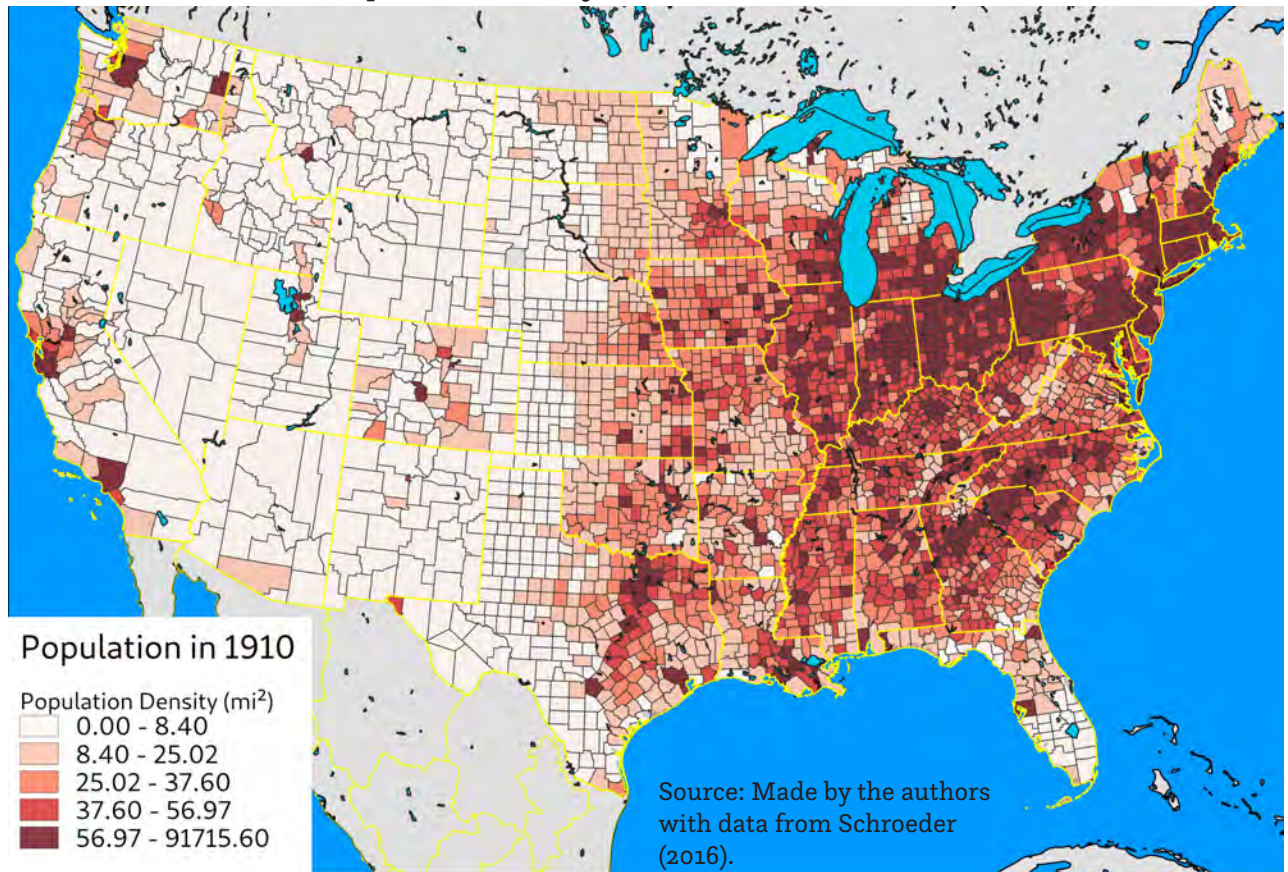 Population in 1910
Population Density (mi²)
0.00 - 8.40
8.40 - 25.02
25.02 - 37.60
37.60 - 56.97
56.97 - 91715.60
Source: Made by the authors
with data from Schroeder
(2016).